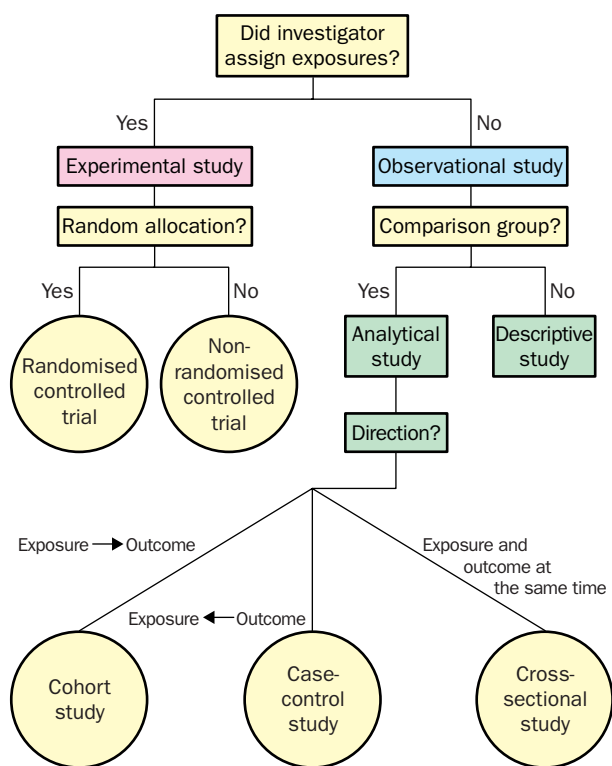 Did investigator
assign exposures?
Yes
No
Experimental study
Observational study
Random allocation?
Comparison group?
Yes
No
Yes
No
Randomised
controlled
trial
Non-
randomised
controlled
trial
Analytical
study
Descriptive
study
Direction?
Exposure → Outcome
Exposure and
outcome at
the same time
Exposure ← Outcome
Cohort
study
Case-
control
study
Cross-
sectional
study